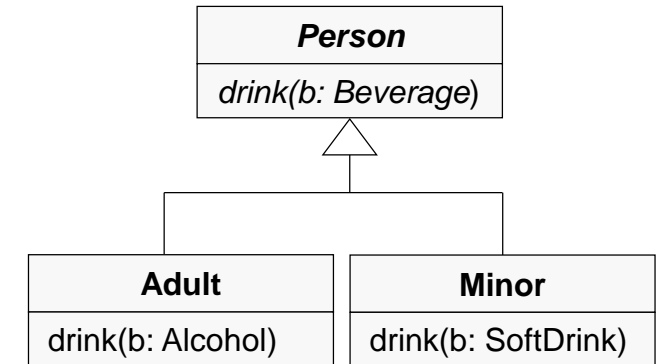 Person
drink(b: Beverage)
Adult
drink(b: Alcohol)
Minor
drink(b: SoftDrink)